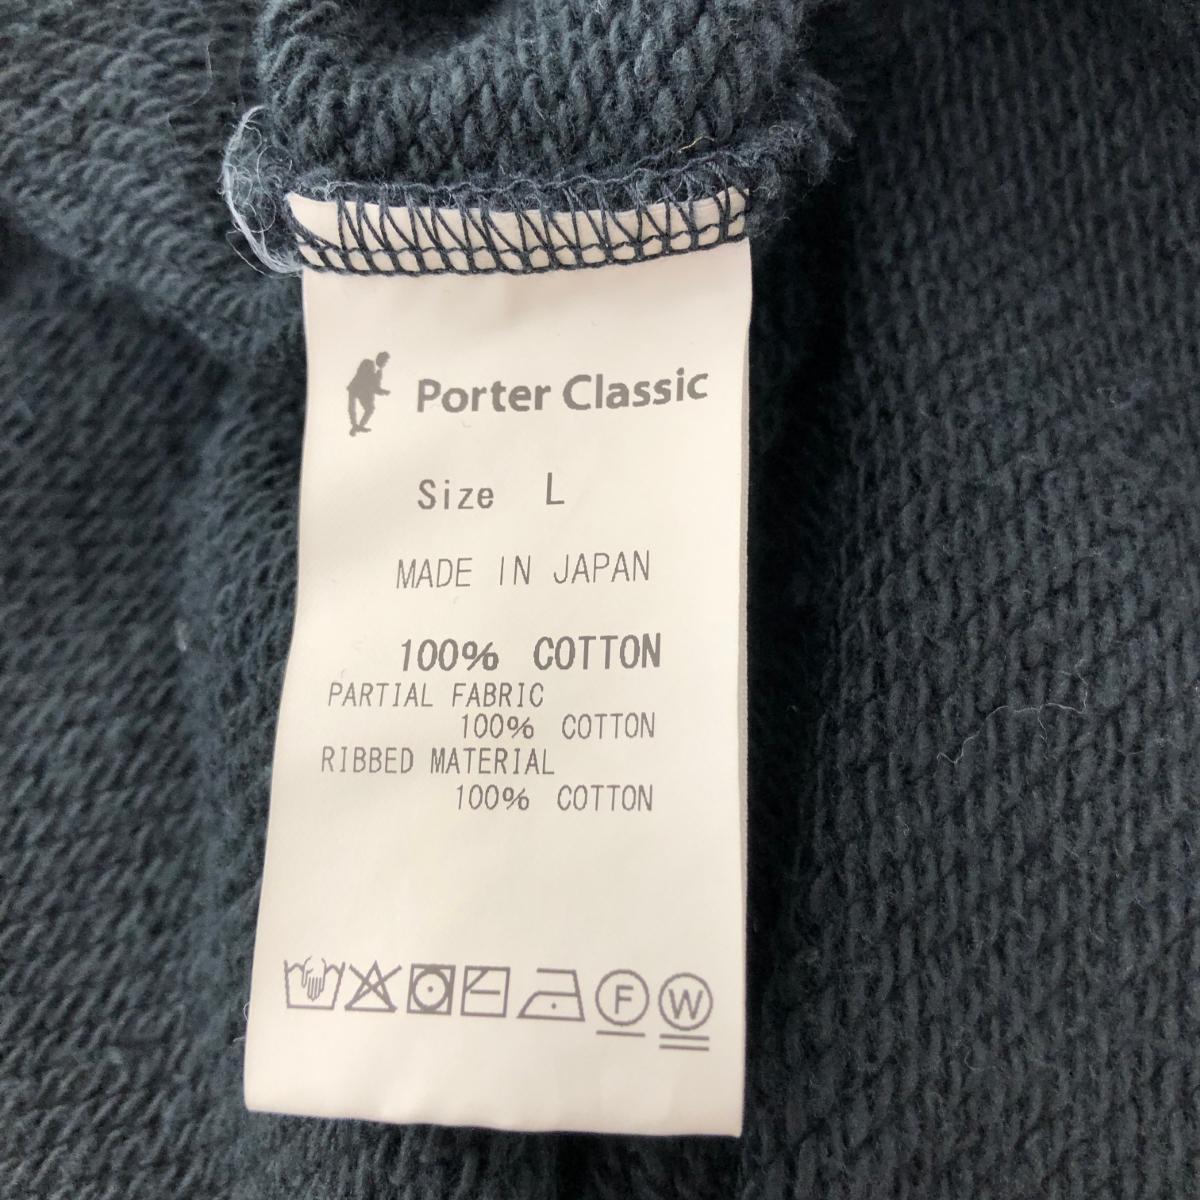 Porter Classic
Size L
MADE IN JAPAN
100% COTTON
PARTIAL FABRIC
100% COTTON
RIBBED MATERIAL
100% COTTON
F W